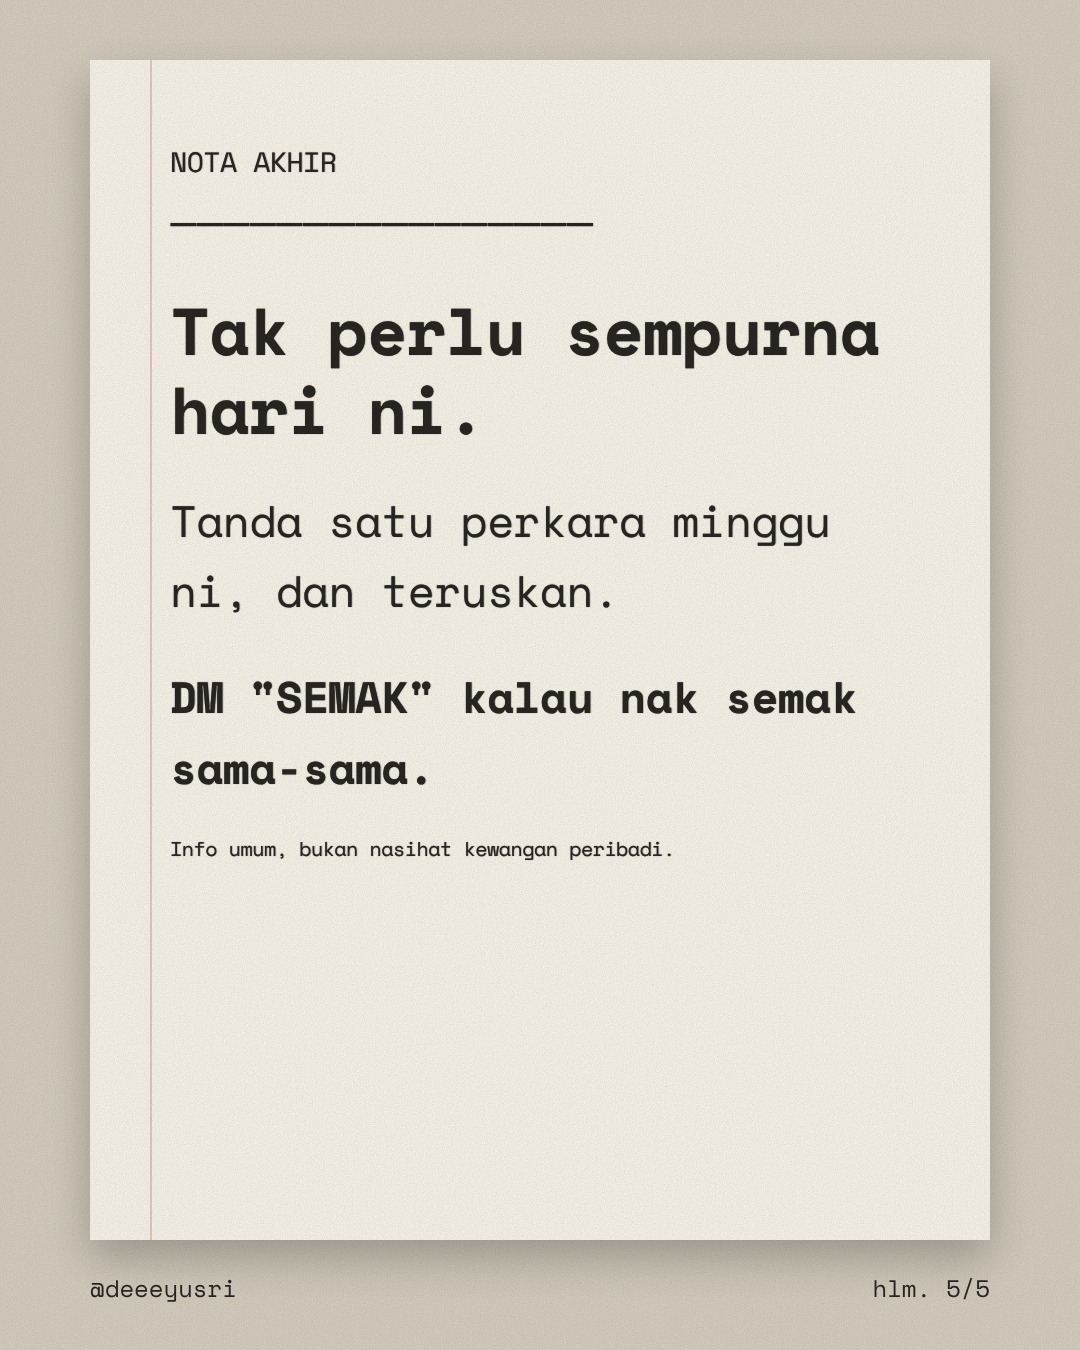 NOTA AKHIR
Tak perlu sempurna
hari ni.
Tanda satu perkara minggu
ni, dan teruskan.
DM "SEMAK" kalau nak semak
sama-sama.
Info umum, bukan nasihat kewangan peribadi.
@deeeyusri
hlm. 5/5